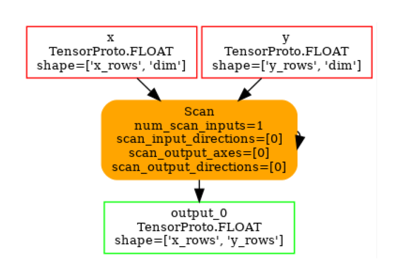 x
TensorProto.FLOAT
shape=['x_rows', 'dim']
y
TensorProto.FLOAT
shape=['y_rows', 'dim']
Scan
num_scan_inputs=1
scan_input_directions=[0]
scan_output_axes=[0]
scan_output_directions=[0]
output_0
TensorProto.FLOAT
shape=['x_rows', 'y_rows']